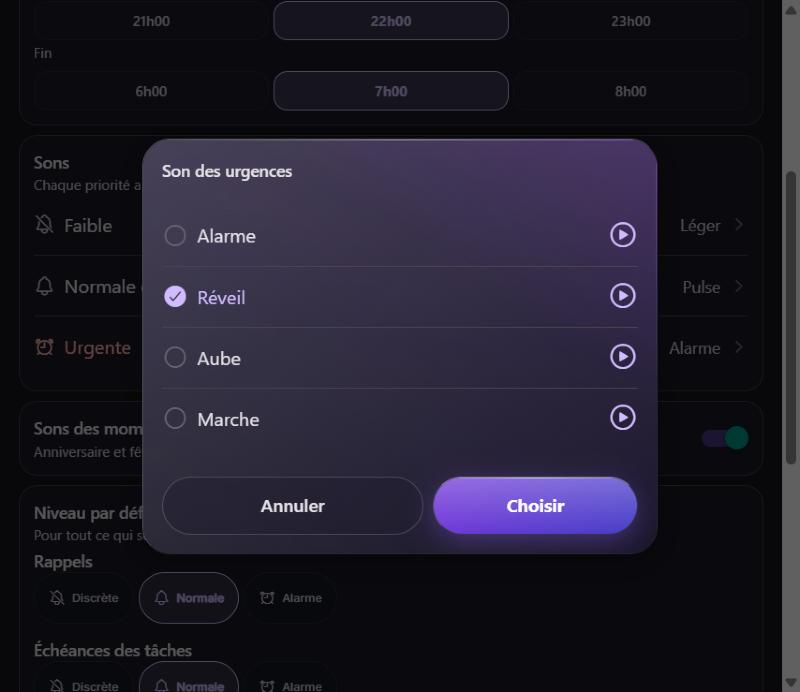 21h00 22h00 23h00
Fin
6h00 7h00 8h00
Sons
Chaque priorité a
Faible Léger
Normale Pulse
Urgente Alarme
Son des urgences
Alarme
Réveil
Aube
Marche
Annuler Choisir
Sons des mom
Anniversaire et fê
Niveau par déf
Pour tout ce qui s
Rappels
Discrète Normale Alarme
Échéances des tâches
Discrète Normale Alarme